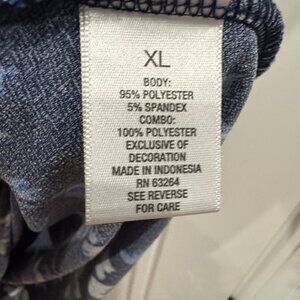 XL
BODY:
95% POLYESTER
5% SPANDEX
COMBO:
100% POLYESTER
EXCLUSIVE OF
DECORATION
MADE IN INDONESIA
RN 63264
SEE REVERSE
FOR CARE